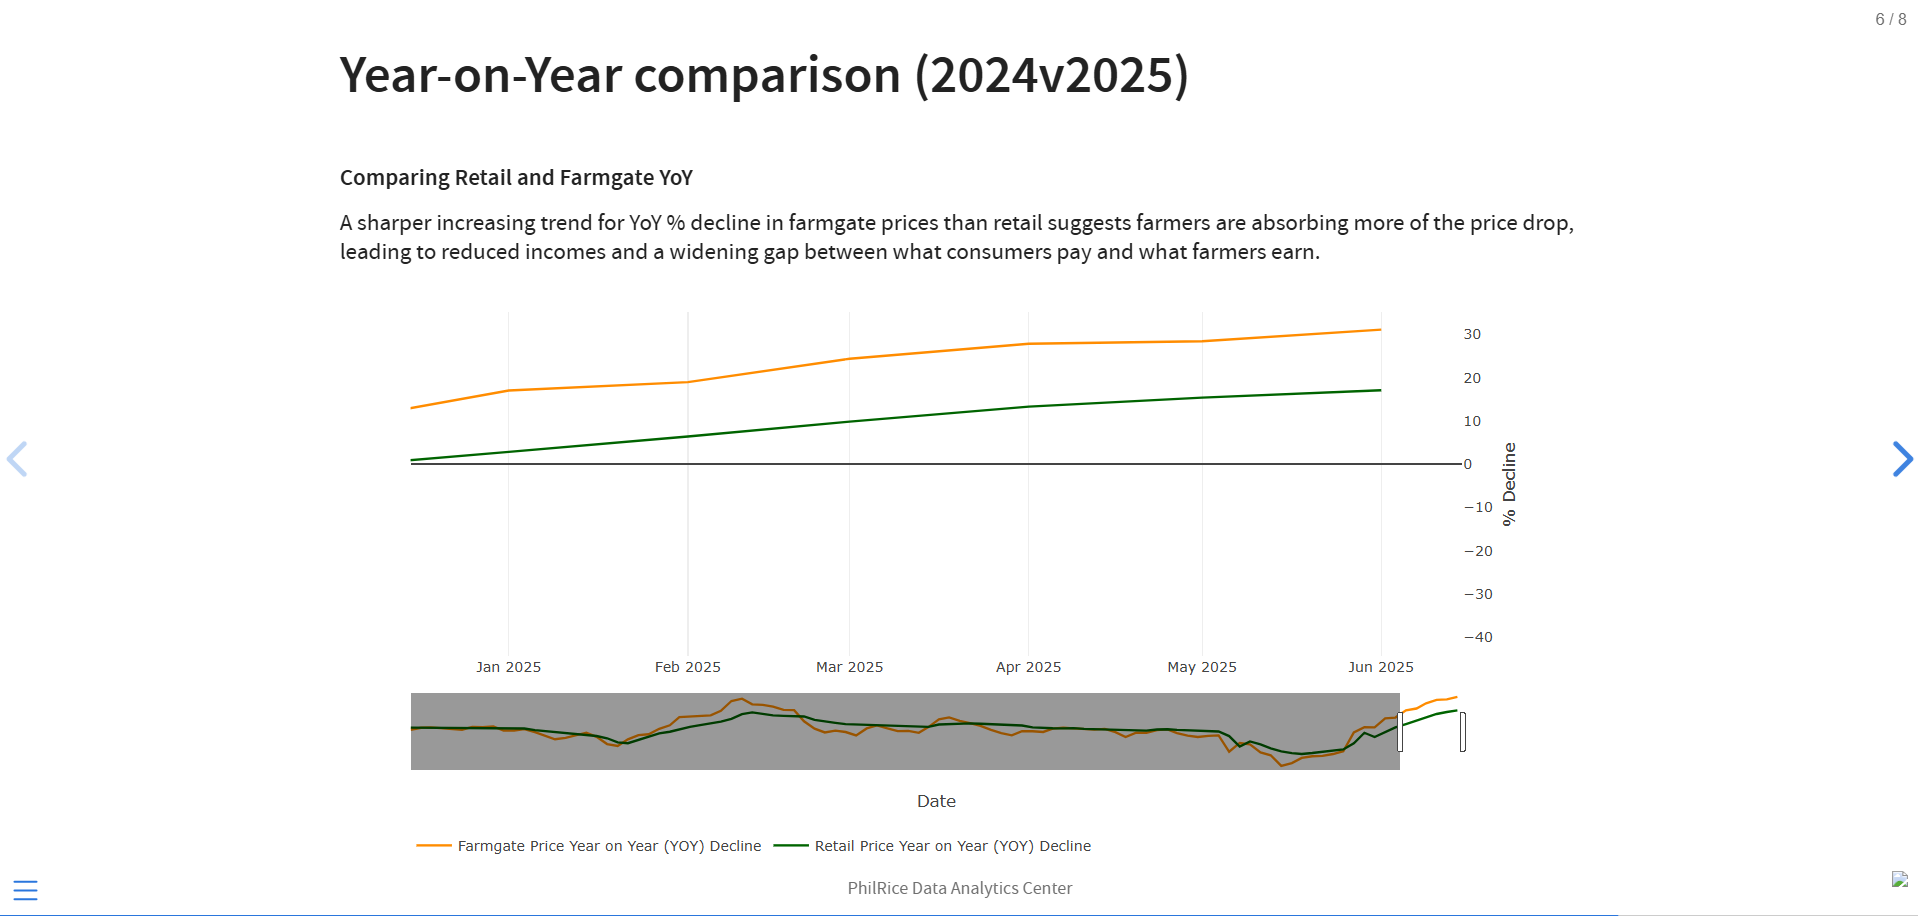 6 / 8
Year-on-Year comparison (2024v2025)
Comparing Retail and Farmgate YoY
A sharper increasing trend for YoY % decline in farmgate prices than retail suggests farmers are absorbing more of the price drop,
leading to reduced incomes and a widening gap between what consumers pay and what farmers earn.
30
20
10
0
−10
−20
−30
−40
% Decline
Jan 2025 Feb 2025 Mar 2025 Apr 2025 May 2025 Jun 2025
Date
Farmgate Price Year on Year (YOY) Decline Retail Price Year on Year (YOY) Decline
PhilRice Data Analytics Center